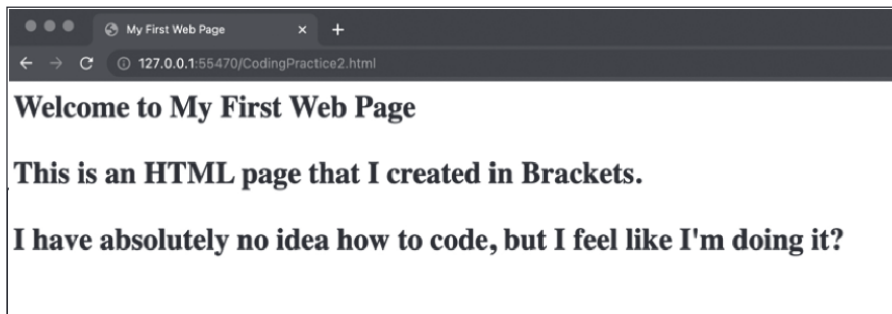 My First Web Page
127.0.0.1:55470/CodingPractice2.html
Welcome to My First Web Page
This is an HTML page that I created in Brackets.
I have absolutely no idea how to code, but I feel like I'm doing it?